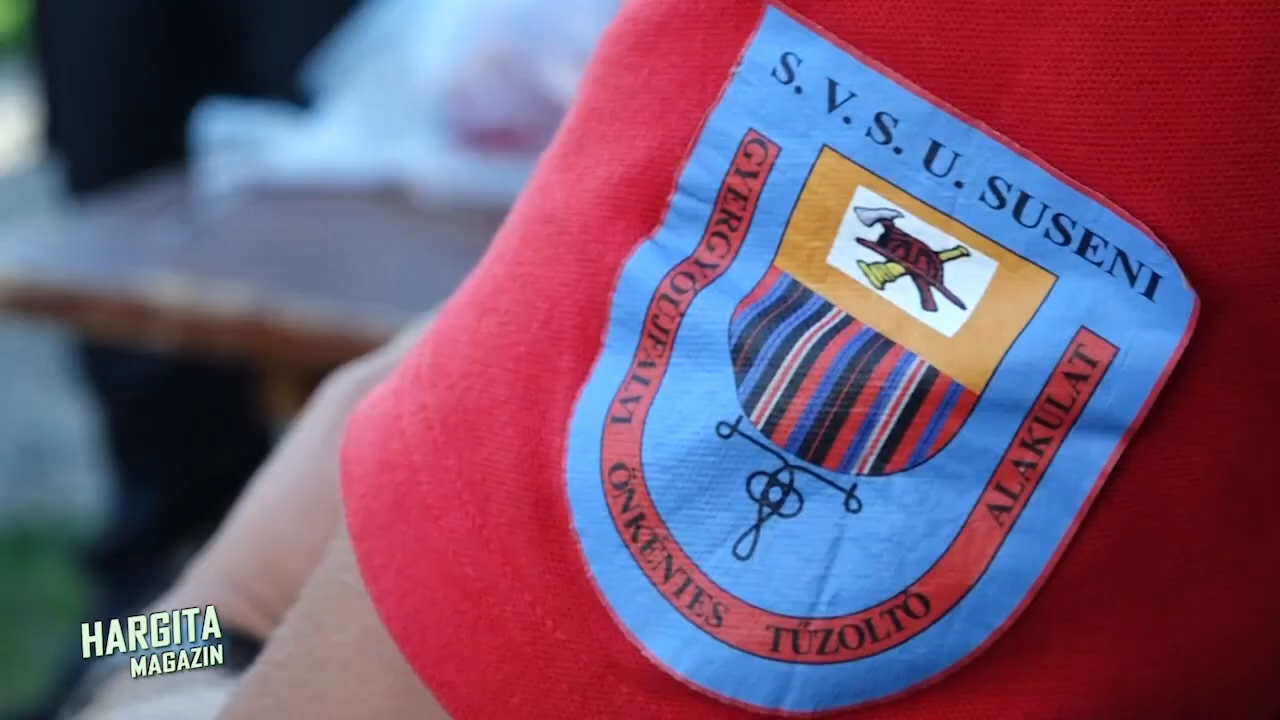 S. V. S. U. SUSENI
GYERGYÓÚJFALVI ÖNKÉNTES TŰZOLTÓ ALAKULAT
HARGITA
MAGAZIN